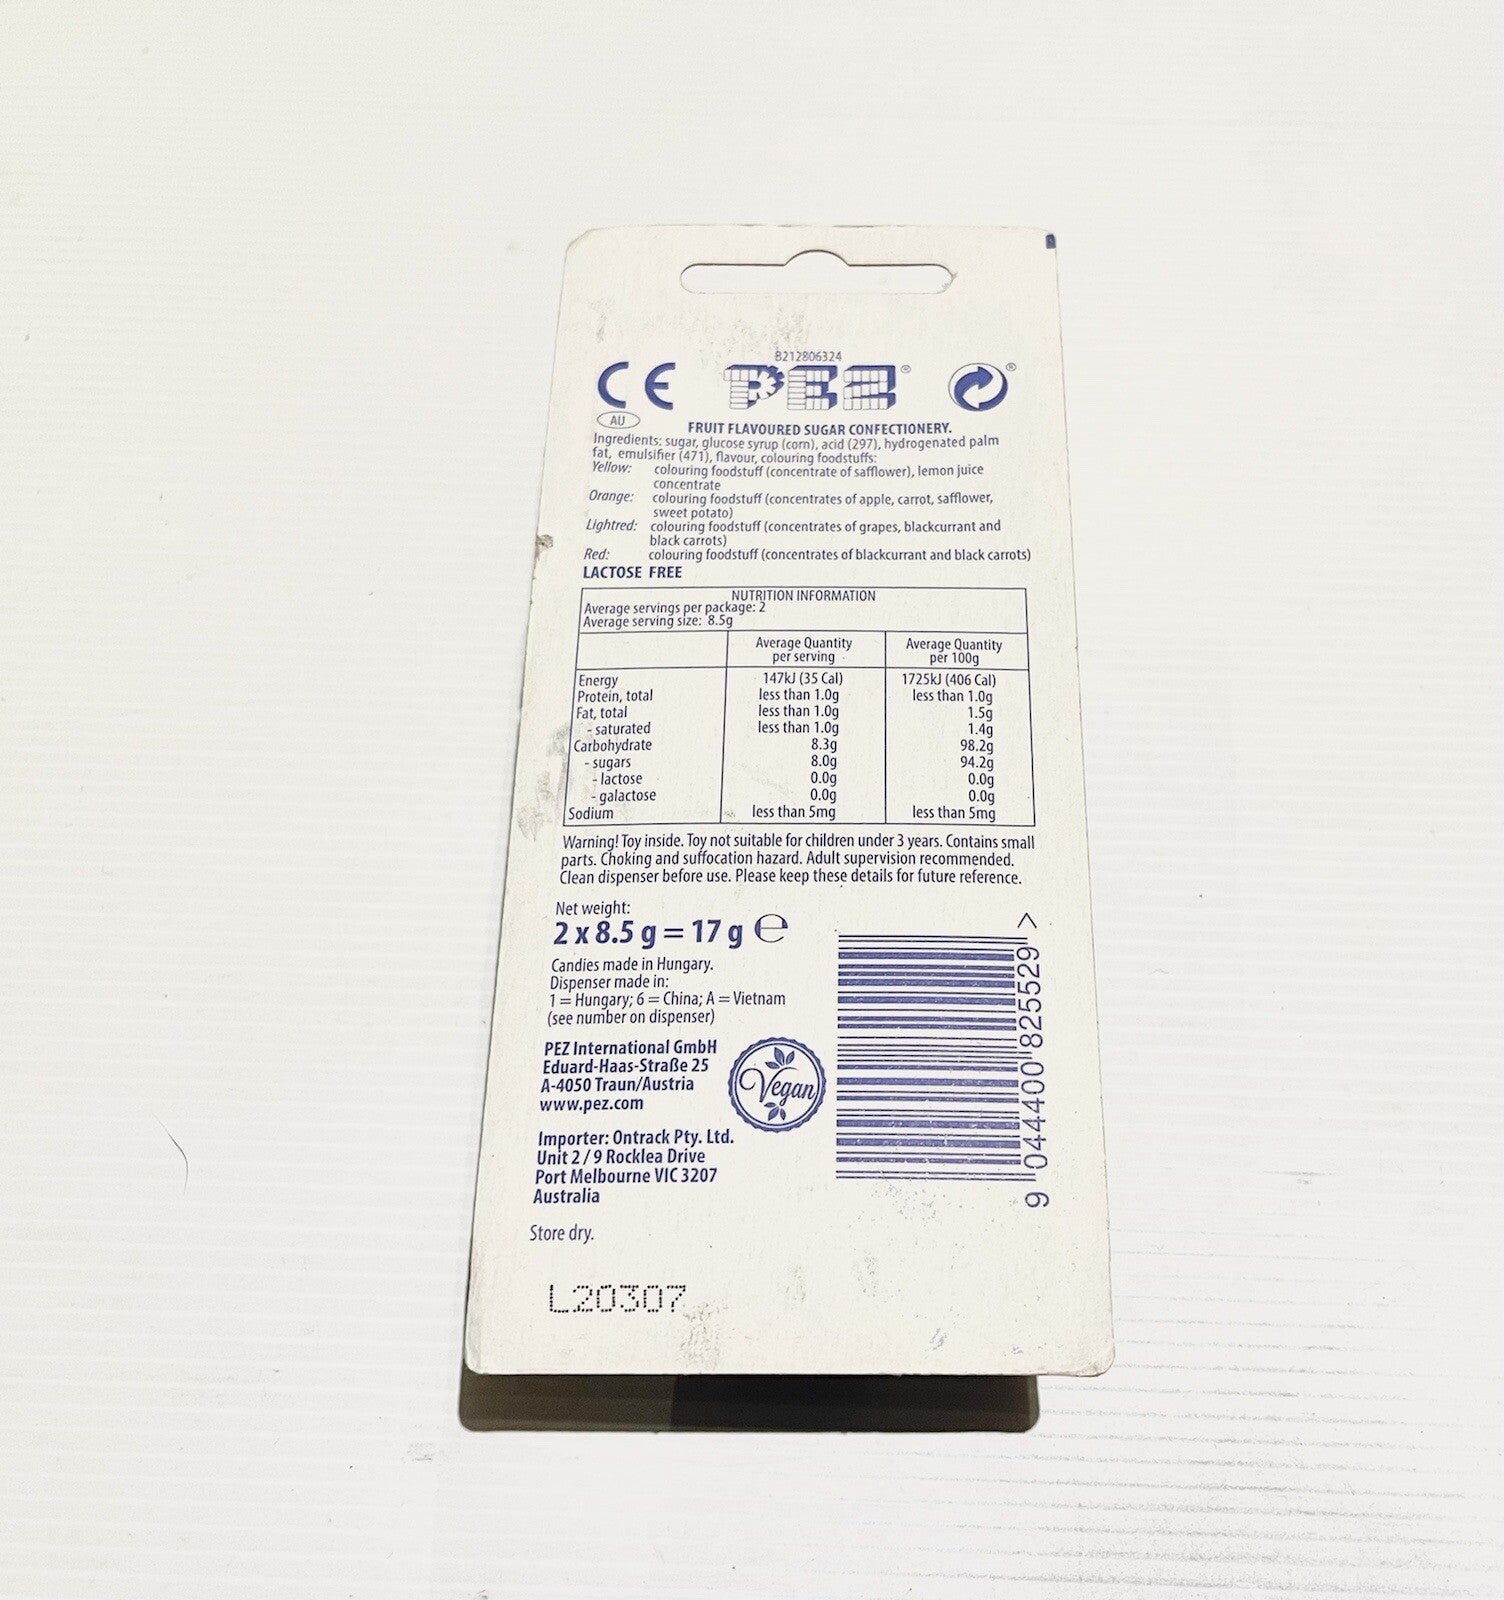 B212806324
CE PEZ® ®
AU
FRUIT FLAVOURED SUGAR CONFECTIONERY.
Ingredients: sugar, glucose syrup (corn), acid (297), hydrogenated palm
fat, emulsifier (471), flavour, colouring foodstuffs:
Yellow: colouring foodstuff (concentrate of safflower), lemon juice
concentrate
Orange: colouring foodstuff (concentrates of apple, carrot, safflower,
sweet potato)
Lightred: colouring foodstuff (concentrates of grapes, blackcurrant and
black carrots)
Red: colouring foodstuff (concentrates of blackcurrant and black carrots)
LACTOSE FREE
NUTRITION INFORMATION
Average servings per package: 2
Average serving size: 8.5g
Average Quantity Average Quantity
per serving per 100g
Energy 147kJ (35 Cal) 1725kJ (406 Cal)
Protein, total less than 1.0g less than 1.0g
Fat, total less than 1.0g 1.5g
- saturated less than 1.0g 1.4g
Carbohydrate 8.3g 98.2g
- sugars 8.0g 94.2g
- lactose 0.0g 0.0g
- galactose 0.0g 0.0g
Sodium less than 5mg less than 5mg
Warning! Toy inside. Toy not suitable for children under 3 years. Contains small
parts. Choking and suffocation hazard. Adult supervision recommended.
Clean dispenser before use. Please keep these details for future reference.
Net weight:
2 x 8.5 g = 17 g ℮
Candies made in Hungary.
Dispenser made in:
1 = Hungary; 6 = China; A = Vietnam
(see number on dispenser)
PEZ International GmbH
Eduard-Haas-Straße 25
A-4050 Traun/Austria
www.pez.com
Vegan
Importer: Ontrack Pty. Ltd.
Unit 2 / 9 Rocklea Drive
Port Melbourne VIC 3207
Australia
Store dry.
9 044400 825529 >
L20307